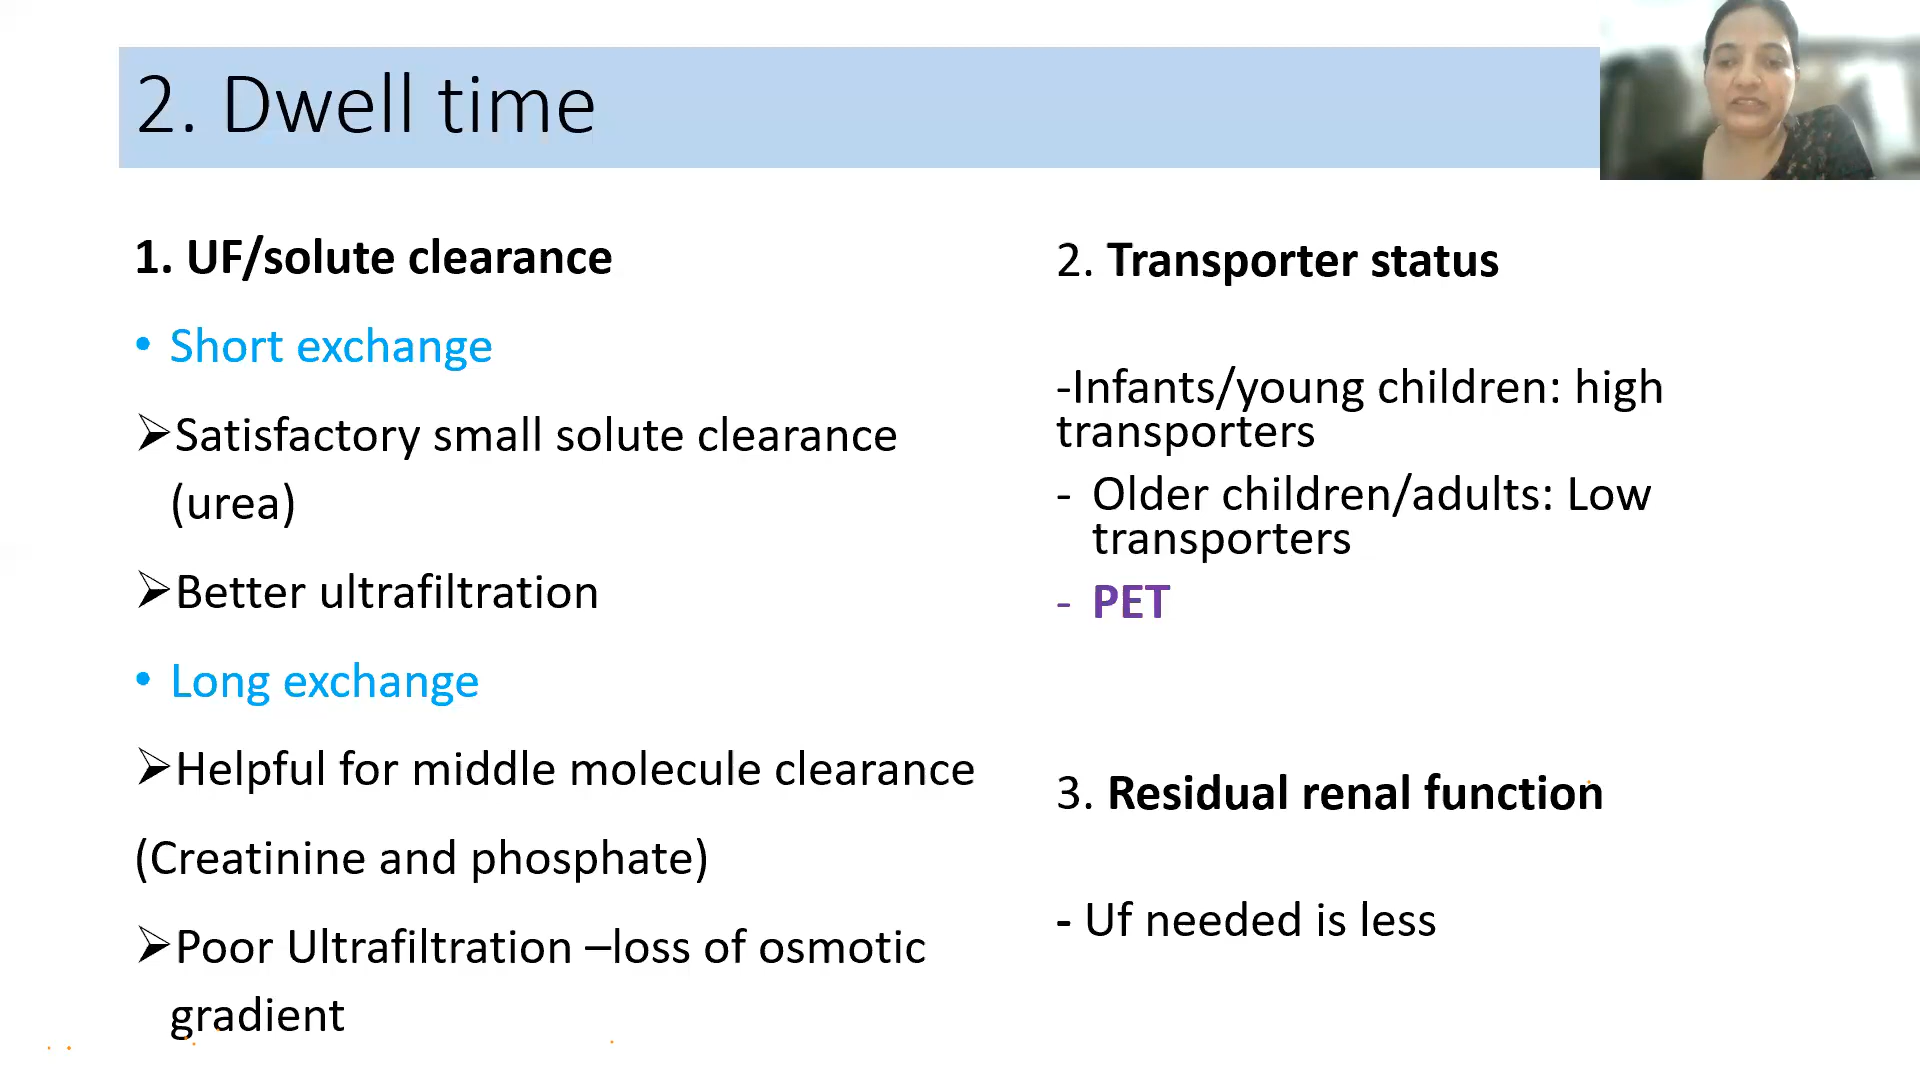 2. Dwell time
1. UF/solute clearance
• Short exchange
➢Satisfactory small solute clearance
(urea)
➢Better ultrafiltration
• Long exchange
➢Helpful for middle molecule clearance
(Creatinine and phosphate)
➢Poor Ultrafiltration –loss of osmotic
gradient
2. Transporter status
-Infants/young children: high
transporters
- Older children/adults: Low
transporters
- PET
3. Residual renal function
- Uf needed is less